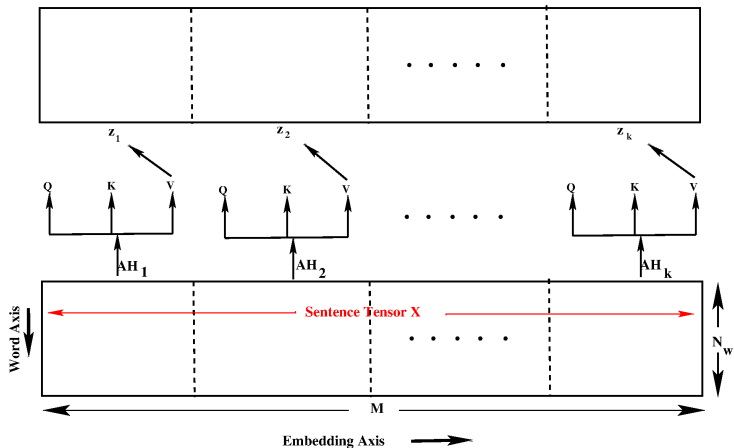 z1 z2 zk
Q K V Q K V Q K V
AH1 AH2 AHk
Word Axis
Sentence Tensor X
Nw
M
Embedding Axis